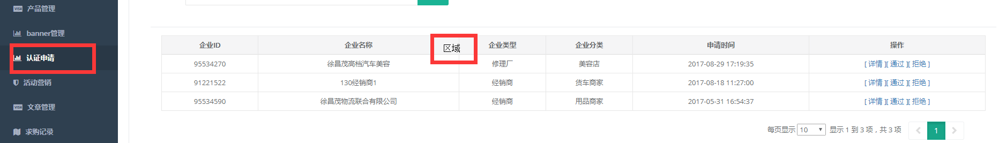 产品管理
banner管理
认证申请
活动营销
文章管理
求购记录
企业ID 企业名称 区域 企业类型 企业分类 申请时间 操作
95534270 徐昌茂高档汽车美容 修理厂 美容店 2017-08-29 17:19:35 [ 详情 ][ 通过 ][ 拒绝 ]
91221522 130经销商1 经销商 货车商家 2017-08-18 11:27:00 [ 详情 ][ 通过 ][ 拒绝 ]
95534590 徐昌茂物流联合有限公司 经销商 用品商家 2017-05-31 16:54:37 [ 详情 ][ 通过 ][ 拒绝 ]
每页显示 10 显示 1 到 3 项，共 3 项 1